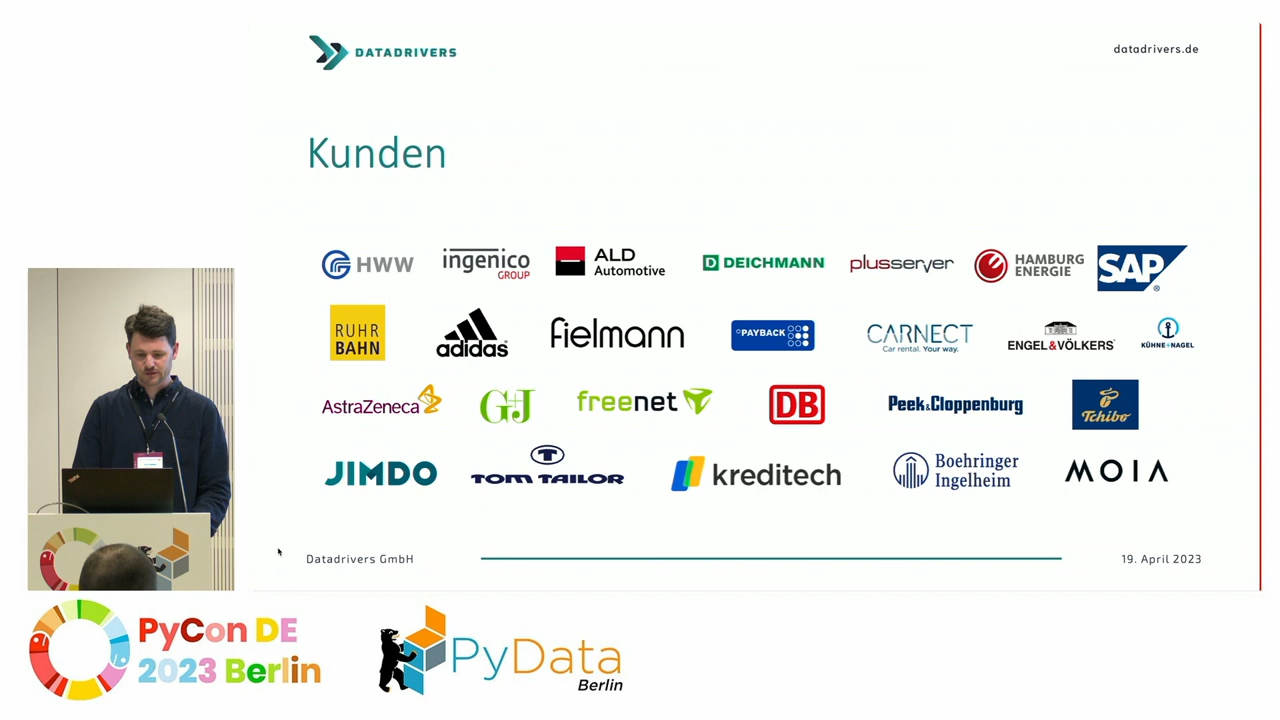 DATADRIVERS
datadrivers.de
Kunden
HWW
ingenico
GROUP
ALD
Automotive
DEICHMANN
plusserver
HAMBURG
ENERGIE
SAP
®
RUHR
BAHN
adidas
fielmann
PAYBACK
CARNECT
Car rental. Your way.
ENGEL&VÖLKERS
KÜHNE+NAGEL
AstraZeneca
G+J
freenet
DB
Peek&Cloppenburg
Tchibo
JIMDO
T
TOM TAILOR
kreditech
Boehringer
Ingelheim
MOIA
Datadrivers GmbH
19. April 2023
PyCon DE
2023 Berlin
PyData
Berlin